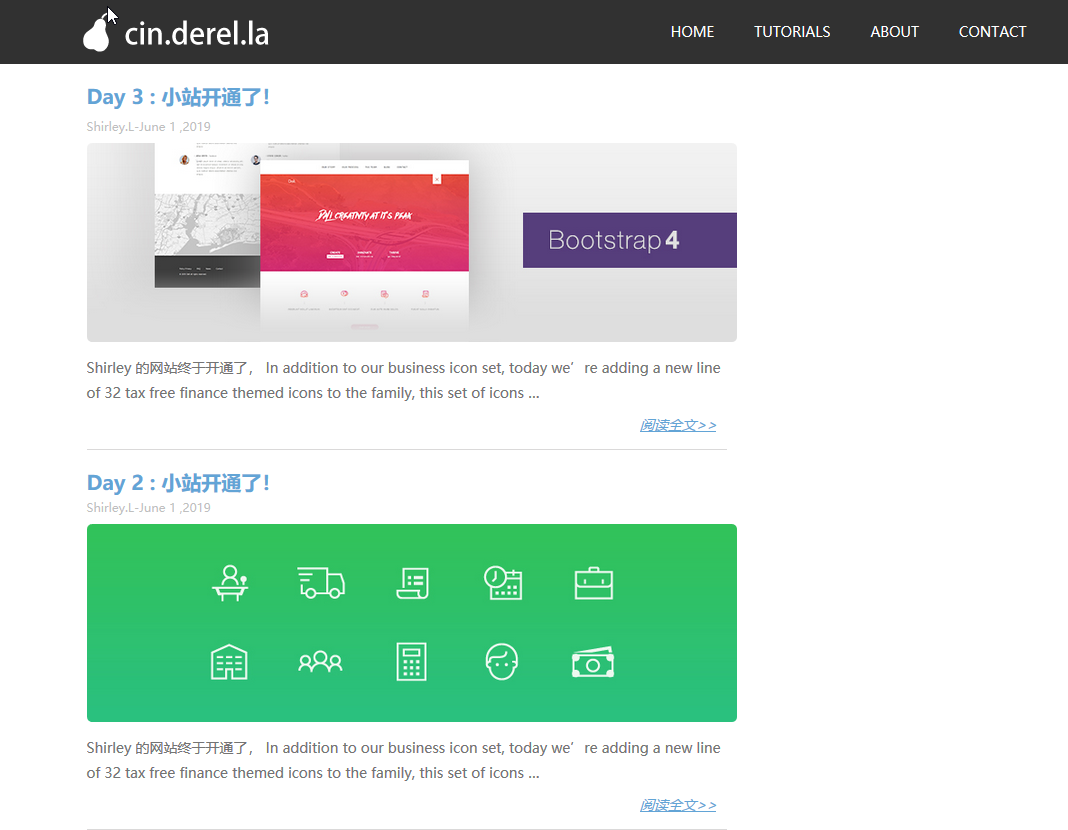 cin.derel.la
HOME TUTORIALS ABOUT CONTACT
Day 3 : 小站开通了!
Shirley.L-June 1 ,2019
DALI CREATIVITY AT IT'S PEAK
Bootstrap 4
Shirley 的网站终于开通了， In addition to our business icon set, today we’re adding a new line
of 32 tax free finance themed icons to the family, this set of icons ...
阅读全文>>
Day 2 : 小站开通了!
Shirley.L-June 1 ,2019
Shirley 的网站终于开通了， In addition to our business icon set, today we’re adding a new line
of 32 tax free finance themed icons to the family, this set of icons ...
阅读全文>>